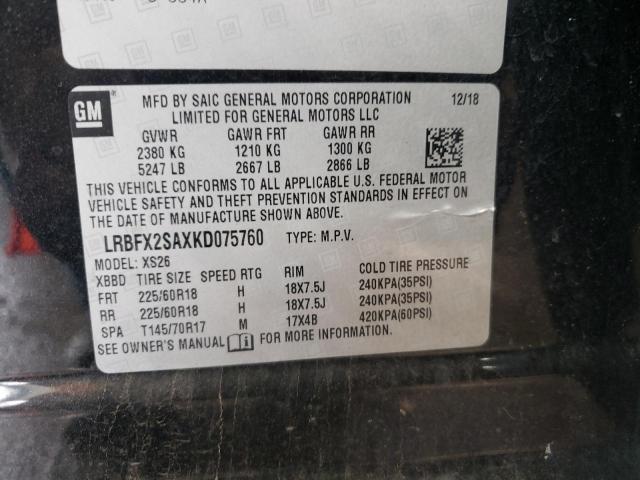 GM
MFD BY SAIC GENERAL MOTORS CORPORATION 12/18
LIMITED FOR GENERAL MOTORS LLC
GVWR GAWR FRT GAWR RR
2380 KG 1210 KG 1300 KG
5247 LB 2667 LB 2866 LB
THIS VEHICLE CONFORMS TO ALL APPLICABLE U.S. FEDERAL MOTOR
VEHICLE SAFETY AND THEFT PREVENTION STANDARDS IN EFFECT ON
THE DATE OF MANUFACTURE SHOWN ABOVE.
LRBFX2SAXKD075760 TYPE: M.P.V.
MODEL: XS26
XBBD TIRE SIZE SPEED RTG RIM COLD TIRE PRESSURE
FRT 225/60R18 H 18X7.5J 240KPA(35PSI)
RR 225/60R18 H 18X7.5J 240KPA(35PSI)
SPA T145/70R17 M 17X4B 420KPA(60PSI)
SEE OWNER'S MANUAL FOR MORE INFORMATION.